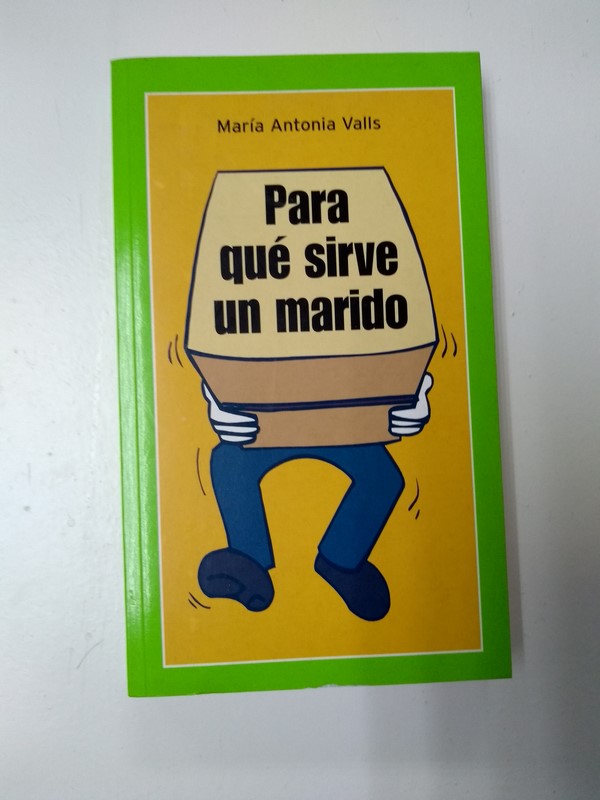 María Antonia Valls
Para
qué sirve
un marido